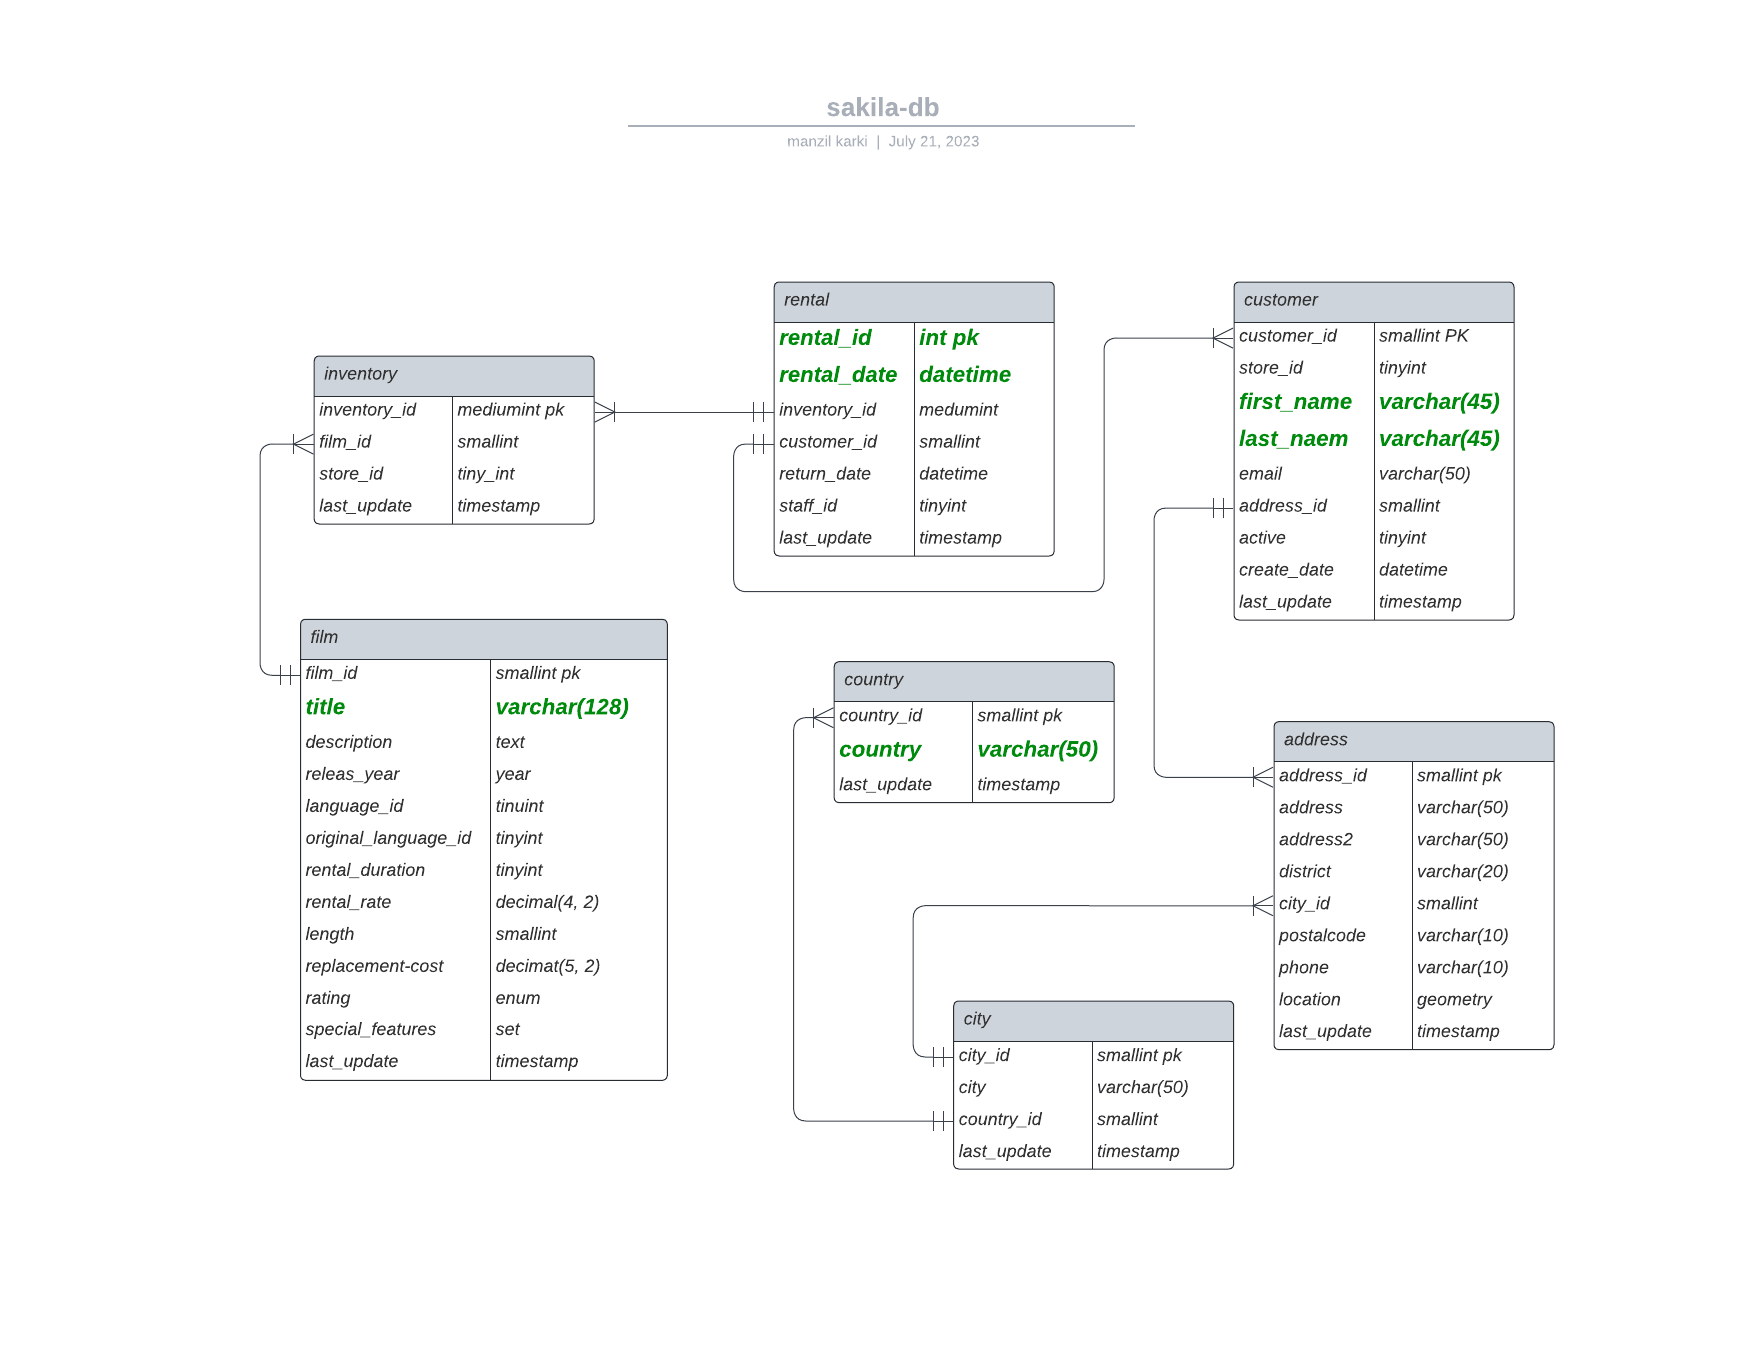 sakila-db
manzil karki | July 21, 2023
rental
rental_id int pk
rental_date datetime
inventory_id medumint
customer_id smallint
return_date datetime
staff_id tinyint
last_update timestamp
customer
customer_id smallint PK
store_id tinyint
first_name varchar(45)
last_naem varchar(45)
email varchar(50)
address_id smallint
active tinyint
create_date datetime
last_update timestamp
inventory
inventory_id mediumint pk
film_id smallint
store_id tiny_int
last_update timestamp
film
film_id smallint pk
title varchar(128)
description text
releas_year year
language_id tinuint
original_language_id tinyint
rental_duration tinyint
rental_rate decimal(4, 2)
length smallint
replacement-cost decimat(5, 2)
rating enum
special_features set
last_update timestamp
country
country_id smallint pk
country varchar(50)
last_update timestamp
address
address_id smallint pk
address varchar(50)
address2 varchar(50)
district varchar(20)
city_id smallint
postalcode varchar(10)
phone varchar(10)
location geometry
last_update timestamp
city
city_id smallint pk
city varchar(50)
country_id smallint
last_update timestamp